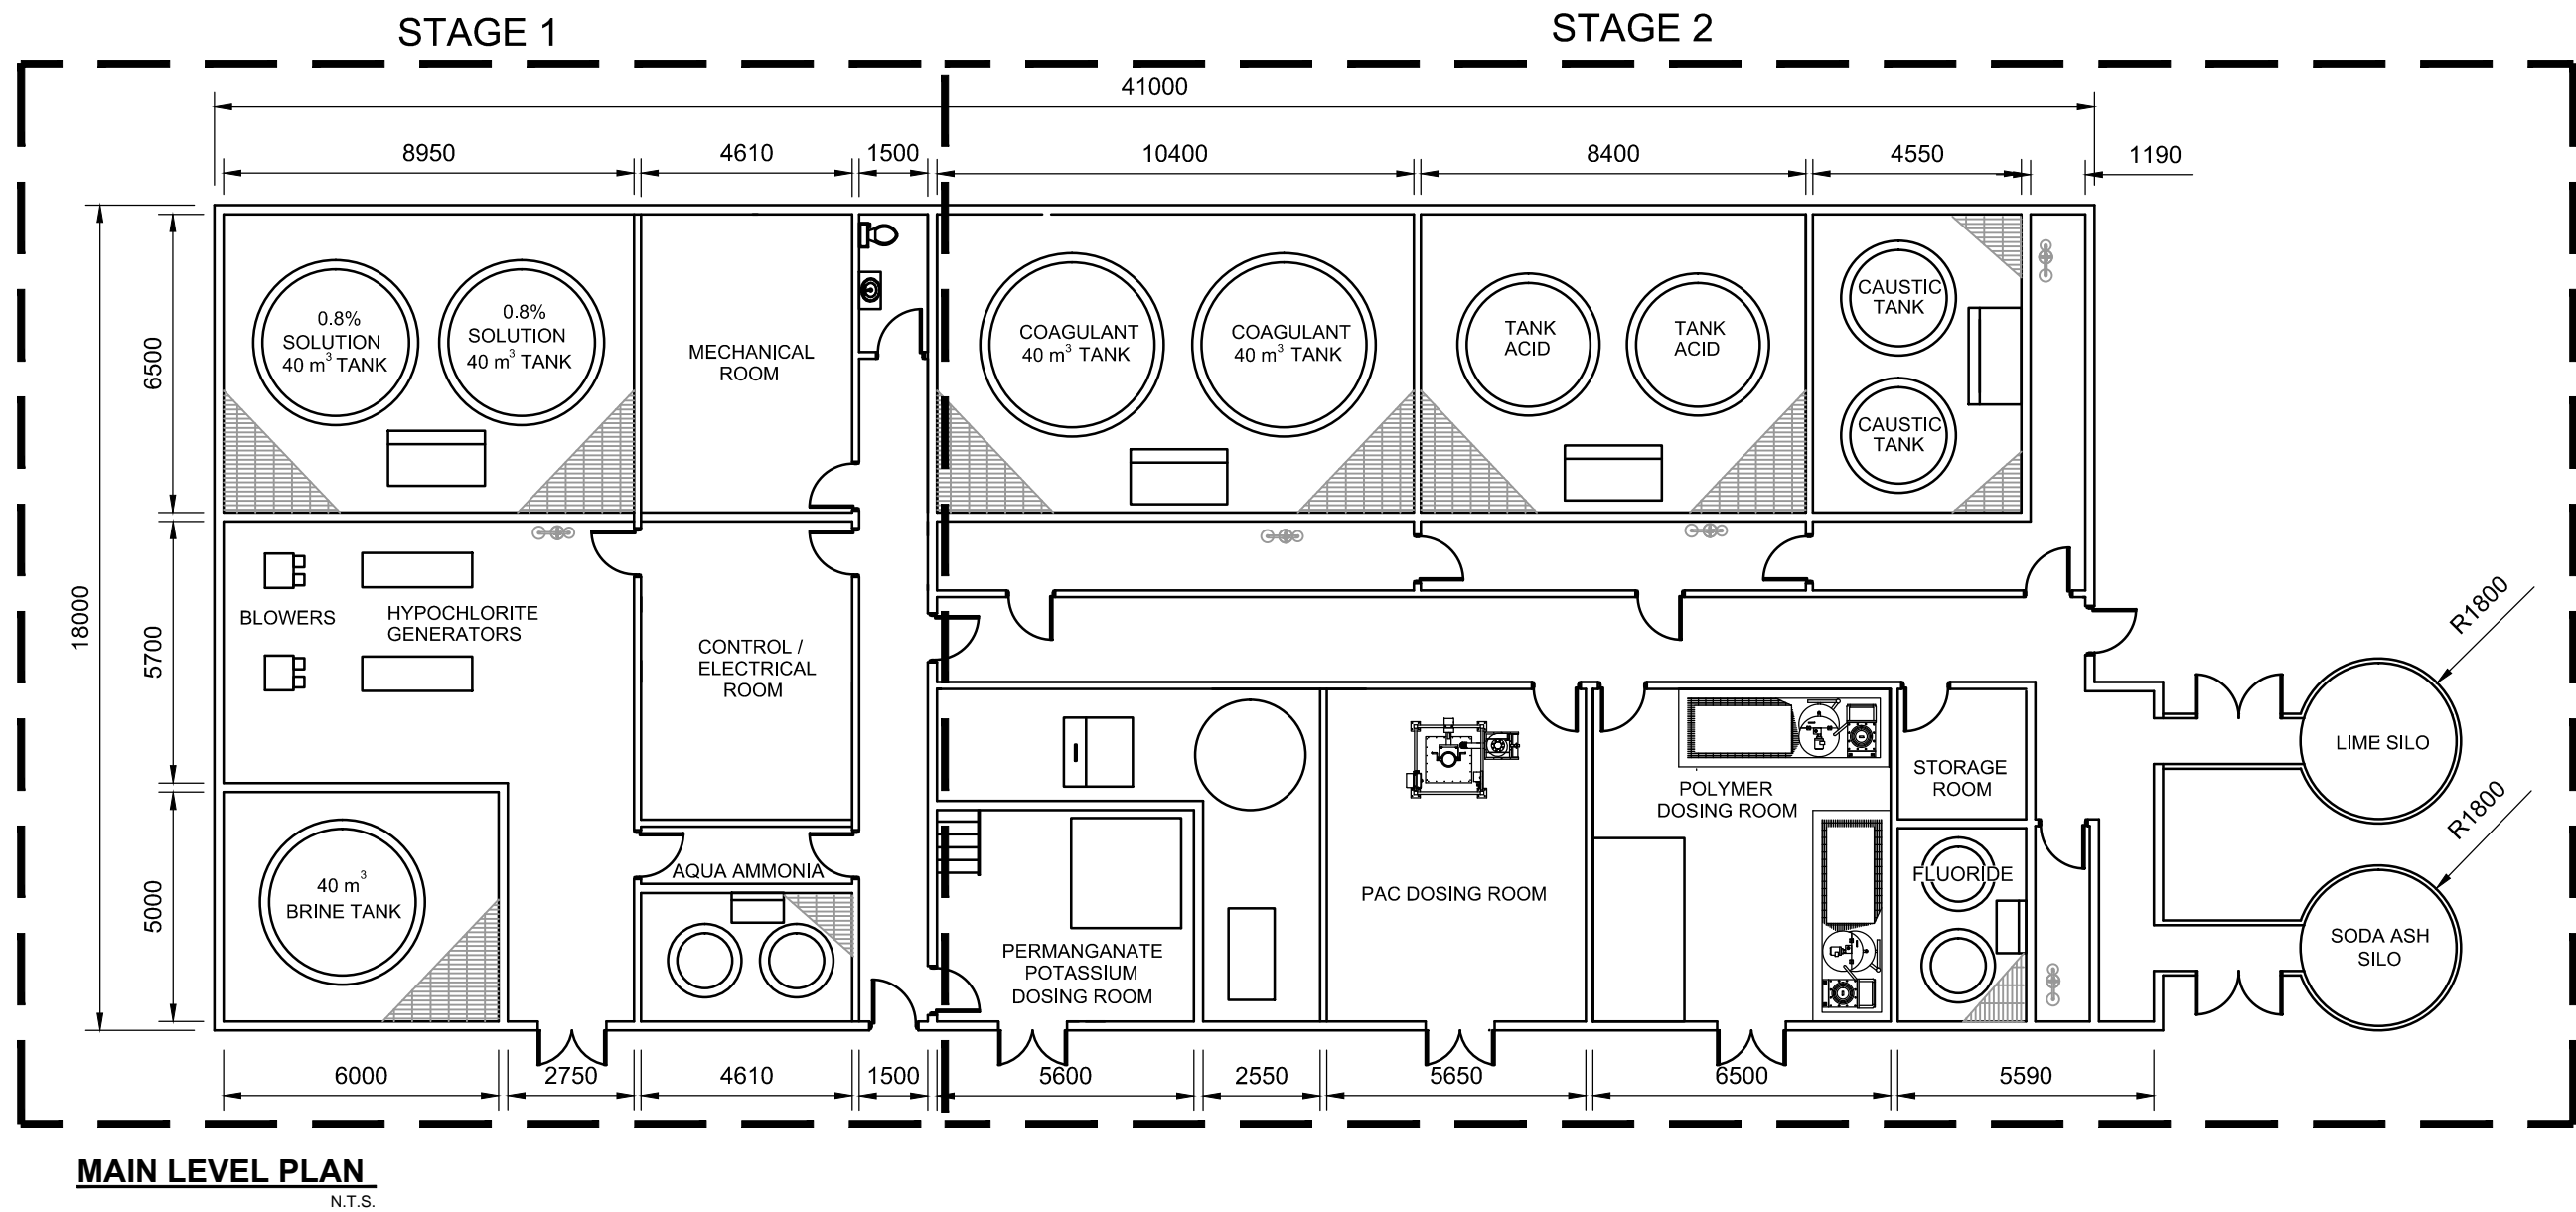 STAGE 1
STAGE 2
41000
8950
4610
1500
10400
8400
4550
1190
18000
6500
5700
5000
0.8%
SOLUTION
40 m³ TANK
0.8%
SOLUTION
40 m³ TANK
MECHANICAL
ROOM
COAGULANT
40 m³ TANK
COAGULANT
40 m³ TANK
TANK
ACID
TANK
ACID
CAUSTIC
TANK
CAUSTIC
TANK
BLOWERS
HYPOCHLORITE
GENERATORS
CONTROL /
ELECTRICAL
ROOM
R1800
LIME SILO
STORAGE
ROOM
POLYMER
DOSING ROOM
R1800
40 m³
BRINE TANK
AQUA AMMONIA
PERMANGANATE
POTASSIUM
DOSING ROOM
PAC DOSING ROOM
FLUORIDE
SODA ASH
SILO
6000
2750
4610
1500
5600
2550
5650
6500
5590
MAIN LEVEL PLAN
N.T.S.